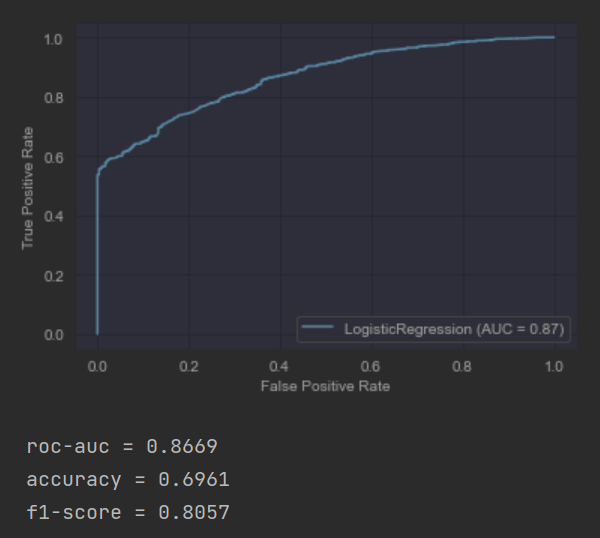 1.0
0.8
0.6
0.4
0.2
0.0
True Positive Rate
LogisticRegression (AUC = 0.87)
0.0 0.2 0.4 0.6 0.8 1.0
False Positive Rate
roc-auc = 0.8669
accuracy = 0.6961
f1-score = 0.8057